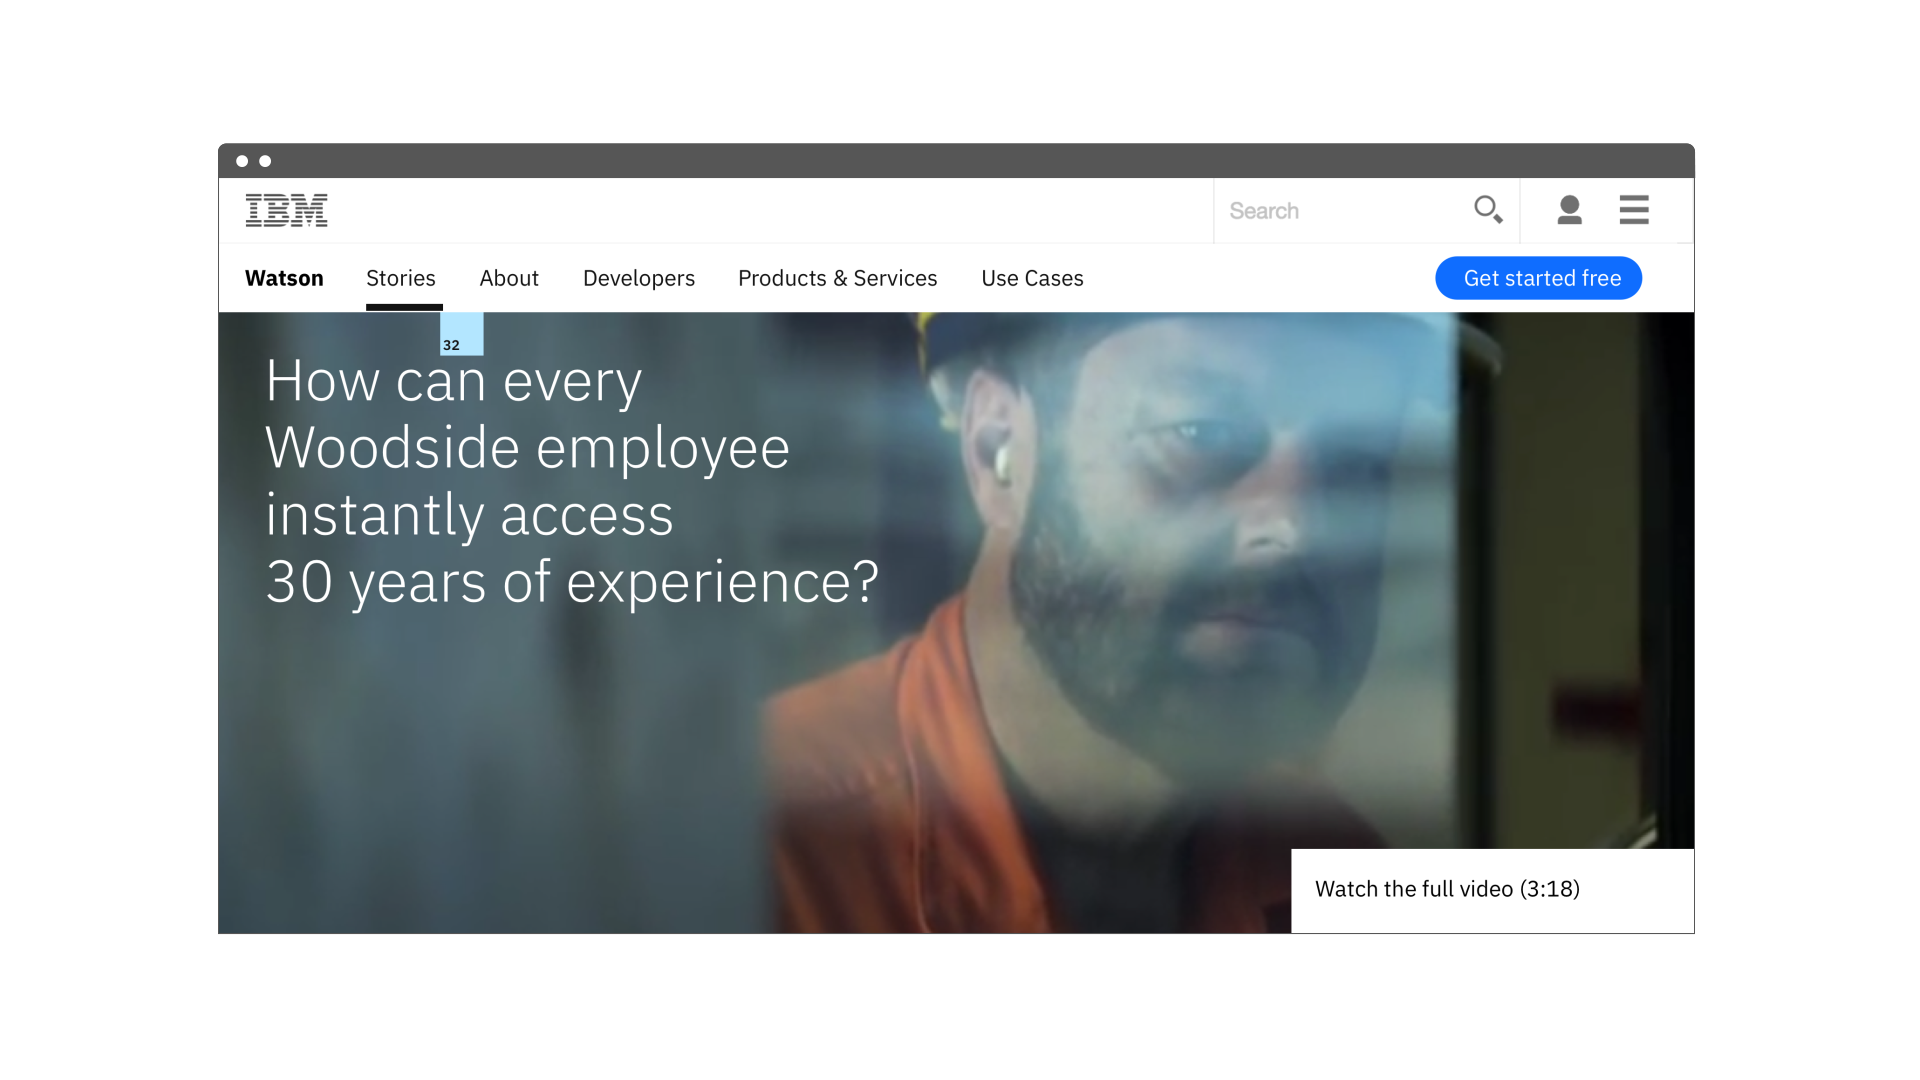 IBM
Search
Watson Stories About Developers Products & Services Use Cases Get started free
32
How can every
Woodside employee
instantly access
30 years of experience?
Watch the full video (3:18)